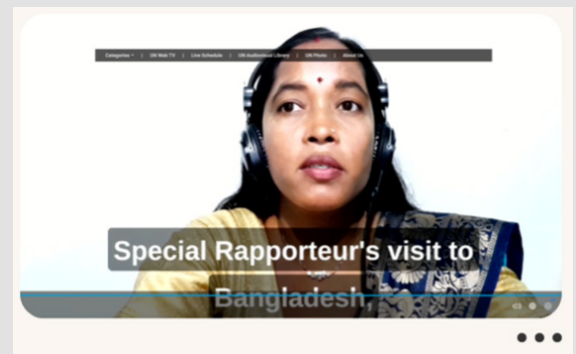 Categories | UN Web TV | Live Schedule | UN Audiovisual Library | UN Photo | About Us
Special Rapporteur's visit to
Bangladesh,